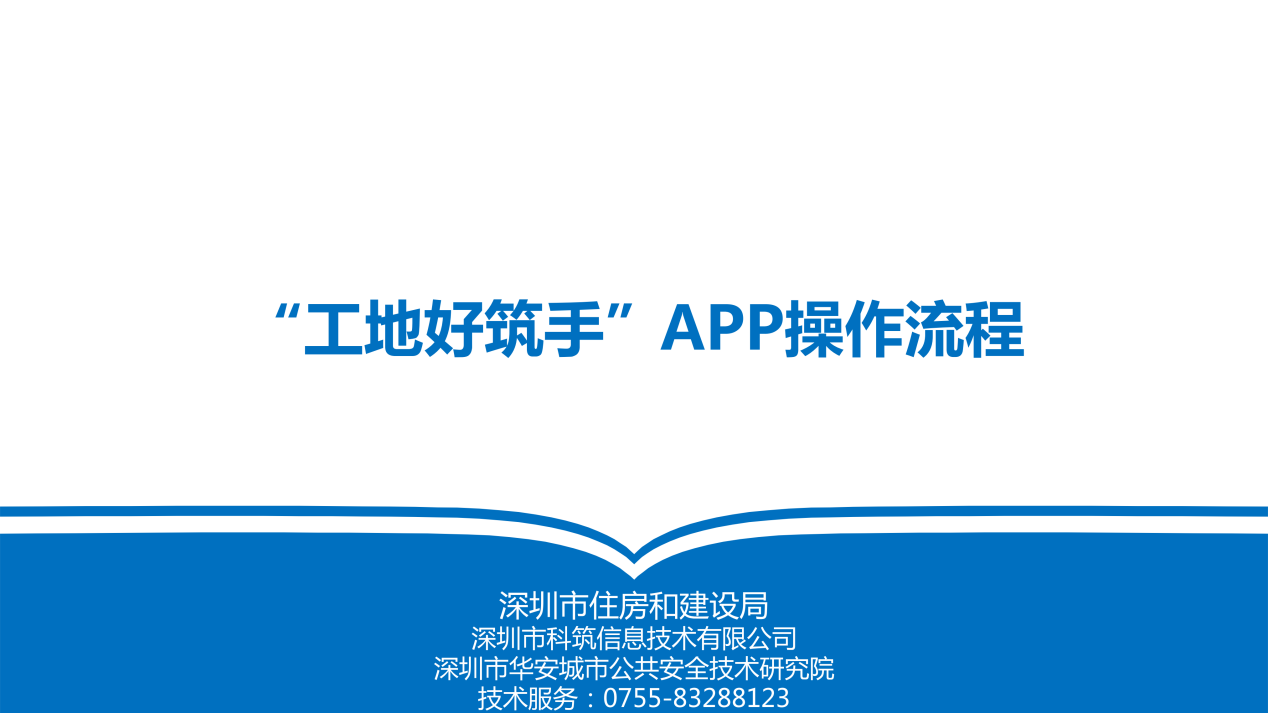 “工地好筑手”APP操作流程
深圳市住房和建设局
深圳市科筑信息技术有限公司
深圳市华安城市公共安全技术研究院
技术服务：0755-83288123